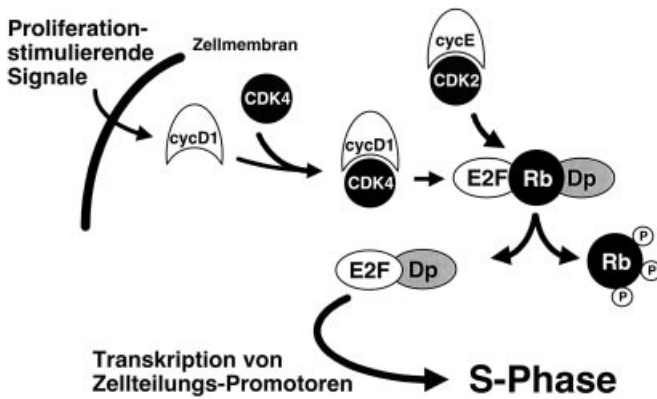 Proliferation-
stimulierende
Signale
Zellmembran
cycE
CDK2
CDK4
cycD1
cycD1
CDK4
E2F Rb Dp
E2F Dp
Rb
P
P
P
Transkription von
Zellteilungs-Promotoren
S-Phase